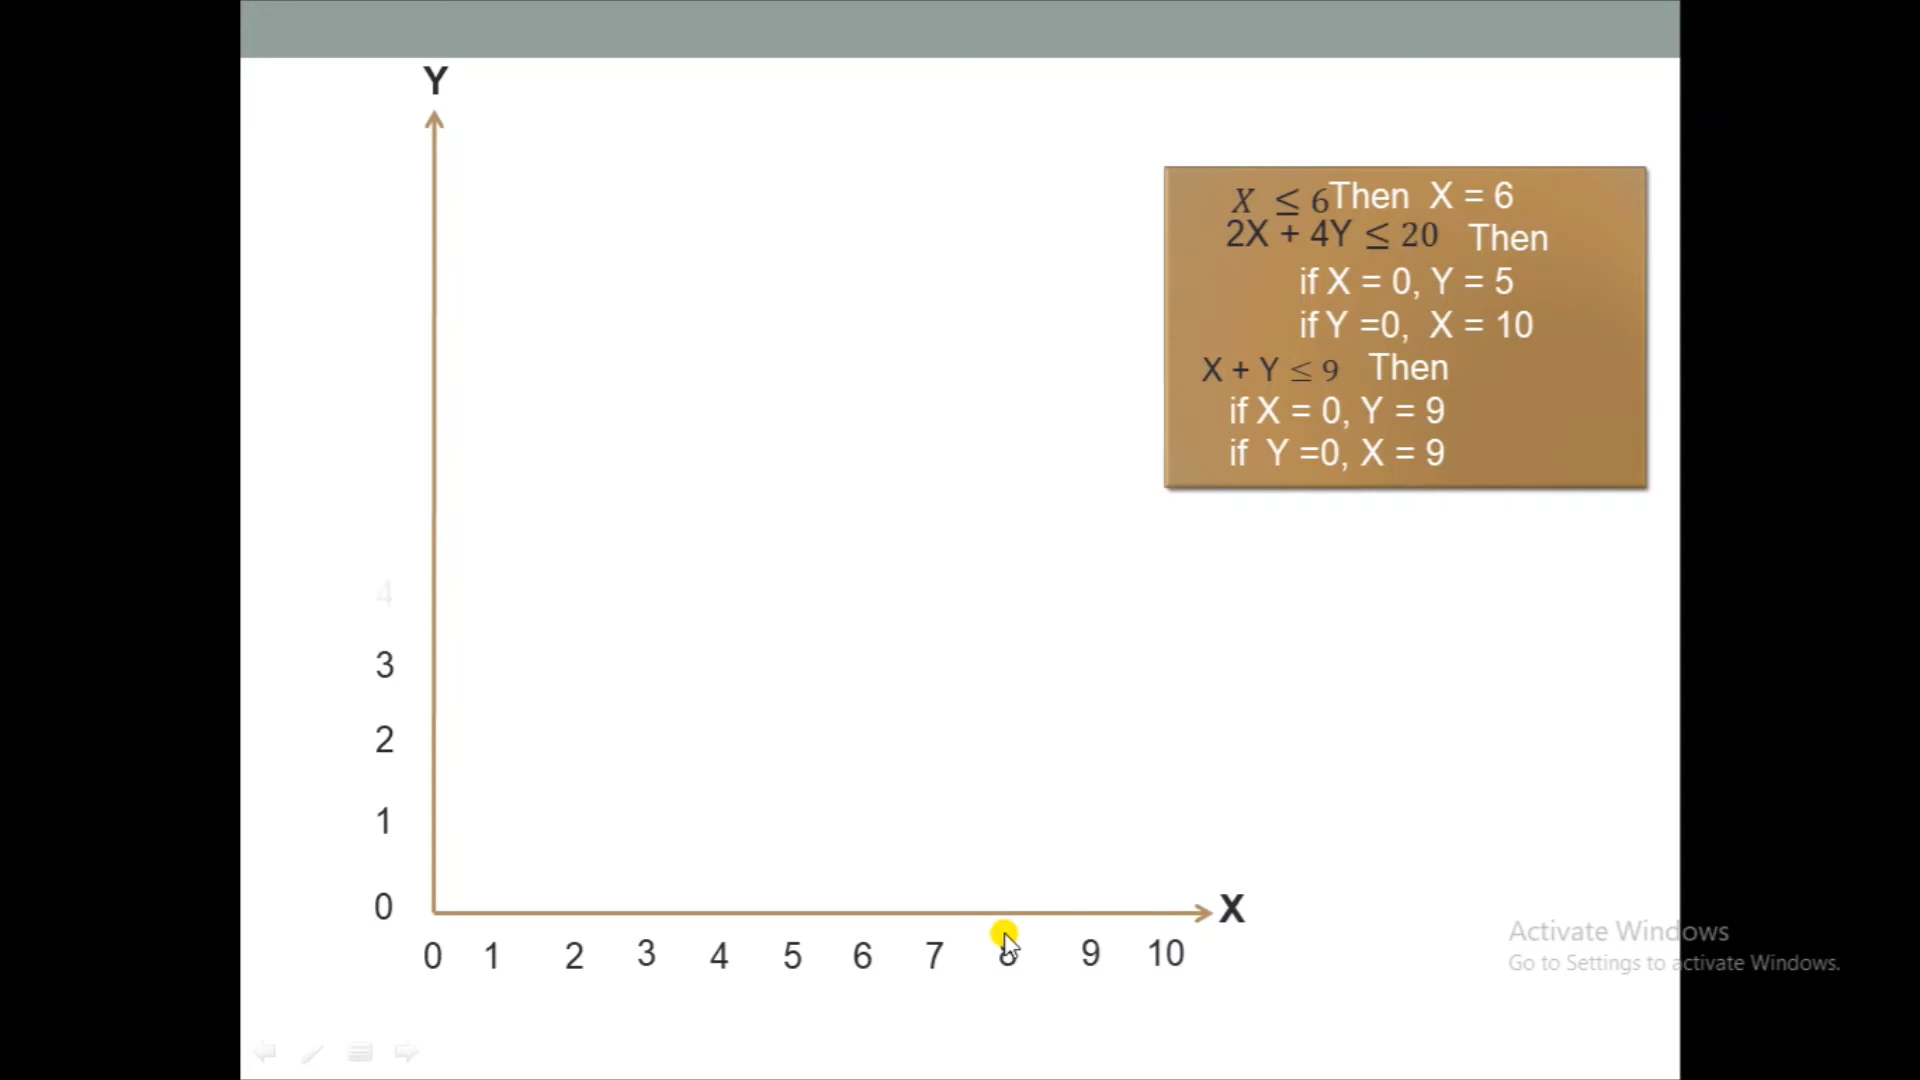 Y
X ≤ 6 Then X = 6
2X + 4Y ≤ 20 Then
if X = 0, Y = 5
if Y =0, X = 10
X + Y ≤ 9 Then
if X = 0, Y = 9
if Y =0, X = 9
4
3
2
1
0
X
0 1 2 3 4 5 6 7 8 9 10
Activate Windows
Go to Settings to activate Windows.